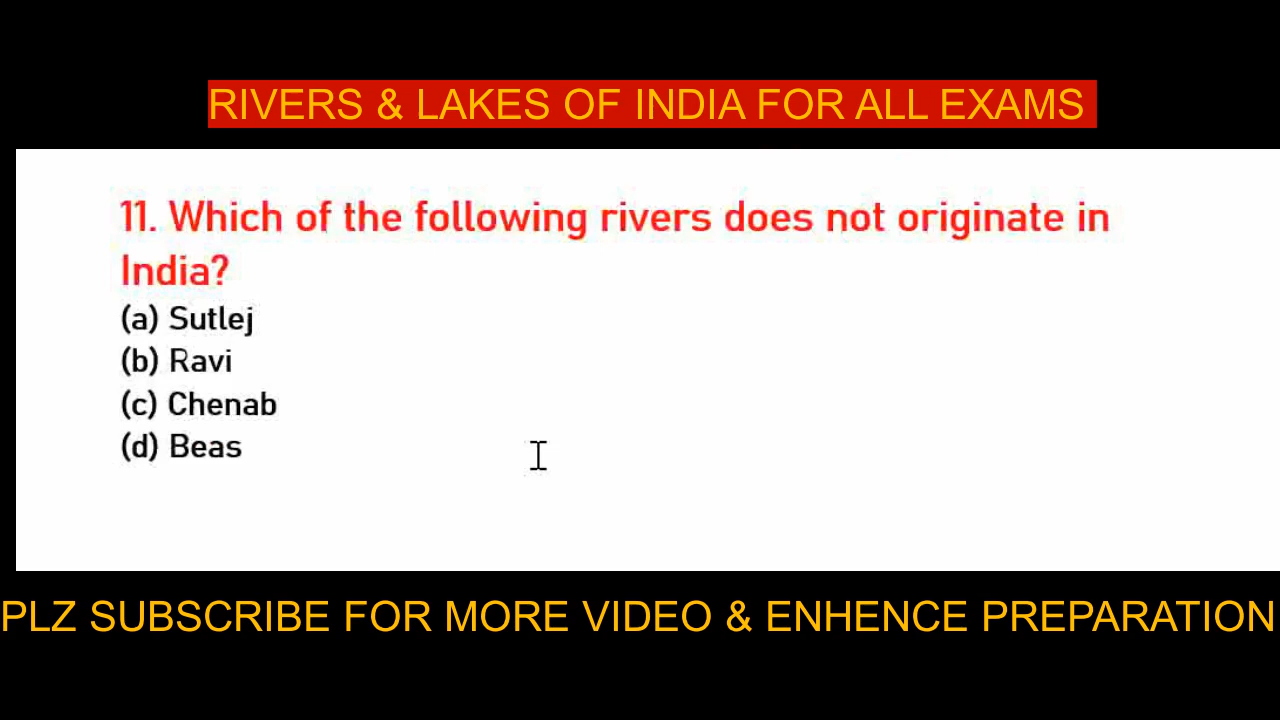 RIVERS & LAKES OF INDIA FOR ALL EXAMS
11. Which of the following rivers does not originate in
India?
(a) Sutlej
(b) Ravi
(c) Chenab
(d) Beas
PLZ SUBSCRIBE FOR MORE VIDEO & ENHENCE PREPARATION